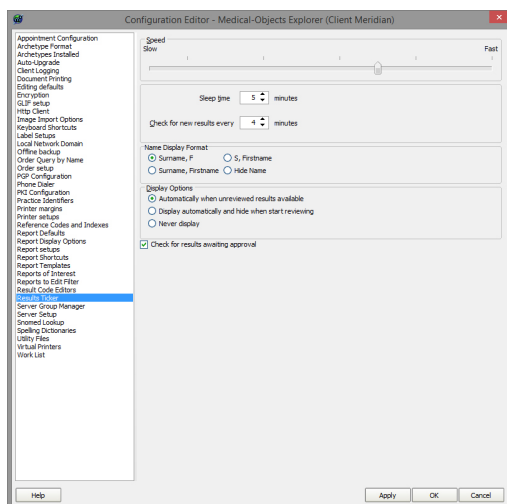 Configuration Editor - Medical-Objects Explorer (Client Meridian)
Appointment Configuration
Archetype Format
Archetypes Installed
Auto-Upgrade
Client Logging
Document Printing
Editing defaults
Encryption
GLIF setup
Http Client
Image Import Options
Keyboard Shortcuts
Label Setups
Local Network Domain
Offline backup
Order Query by Name
Order setup
PGP Configuration
Phone Dialer
PKI Configuration
Practice Identifiers
Printer margins
Printer setups
Reference Codes and Indexes
Report Defaults
Report Display Options
Report setups
Report Shortcuts
Report Templates
Reports of Interest
Reports to Edit Filter
Result Code Editors
Results Ticker
Server Group Manager
Server Setup
Snomed Lookup
Spelling Dictionaries
Utility Files
Virtual Printers
Work List
Speed
Slow Fast
Sleep time 5 minutes
Check for new results every 4 minutes
Name Display Format
Surname, F S, Firstname
Surname, Firstname Hide Name
Display Options
Automatically when unreviewed results available
Display automatically and hide when start reviewing
Never display
Check for results awaiting approval
Help Apply OK Cancel